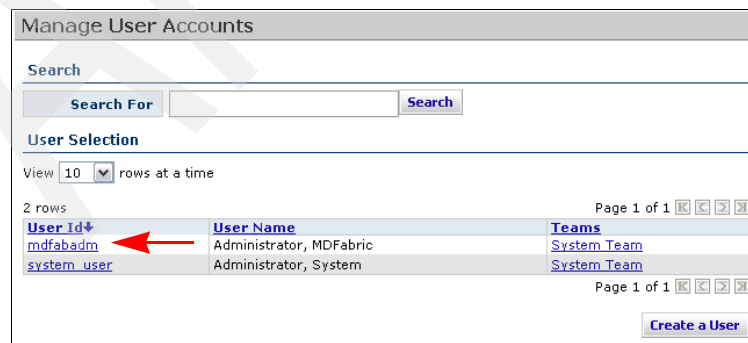 Manage User Accounts
Search
Search For Search
User Selection
View 10 rows at a time
2 rows Page 1 of 1
User Id User Name Teams
mdfabadm Administrator, MDFabric System Team
system_user Administrator, System System Team
Page 1 of 1
Create a User